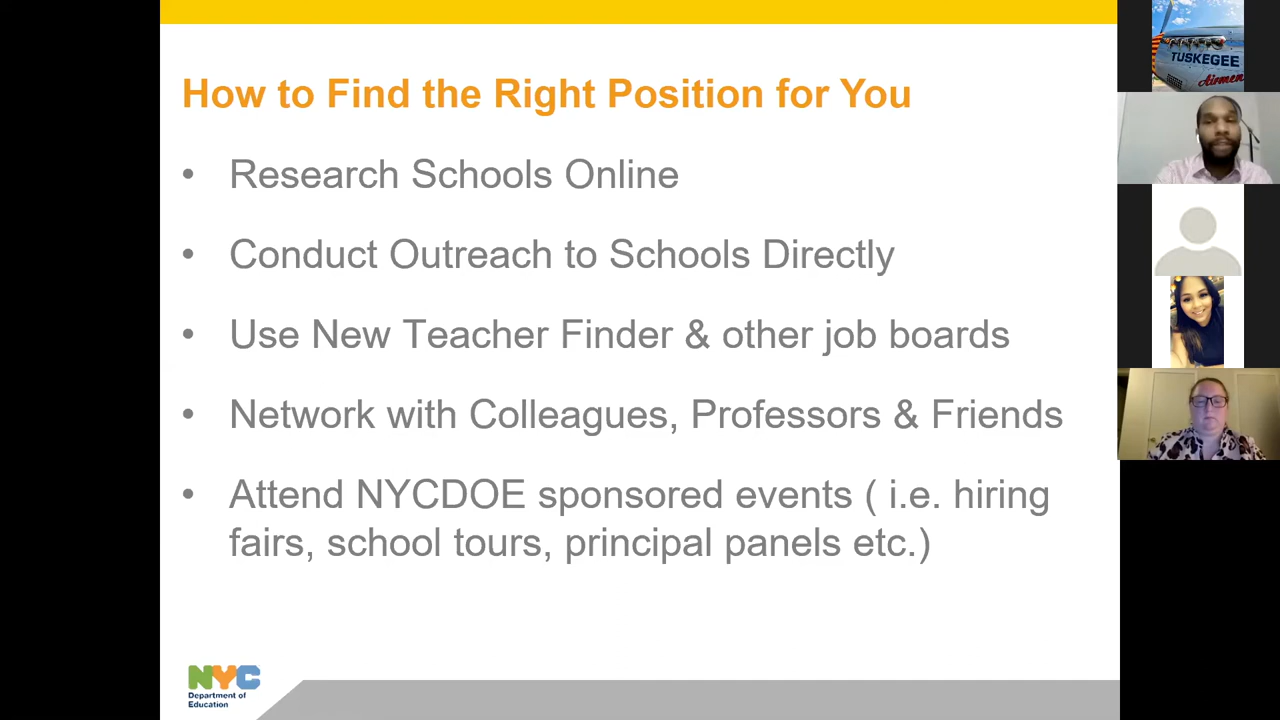 How to Find the Right Position for You
• Research Schools Online
• Conduct Outreach to Schools Directly
• Use New Teacher Finder & other job boards
• Network with Colleagues, Professors & Friends
• Attend NYCDOE sponsored events ( i.e. hiring
fairs, school tours, principal panels etc.)
NYC
Department of
Education
TUSKEGEE
Airmen